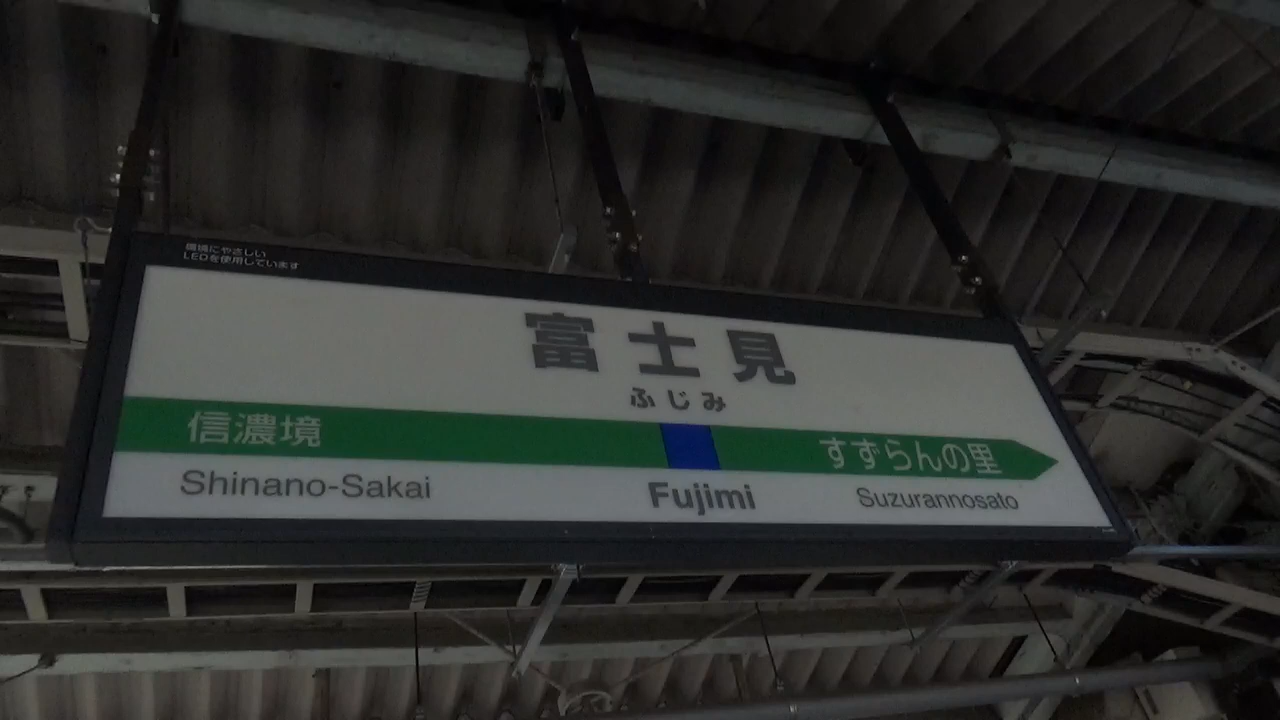 環境にやさしい
LEDを使用しています
富士見
ふじみ
信濃境 すずらんの里
Shinano-Sakai Fujimi Suzurannosato